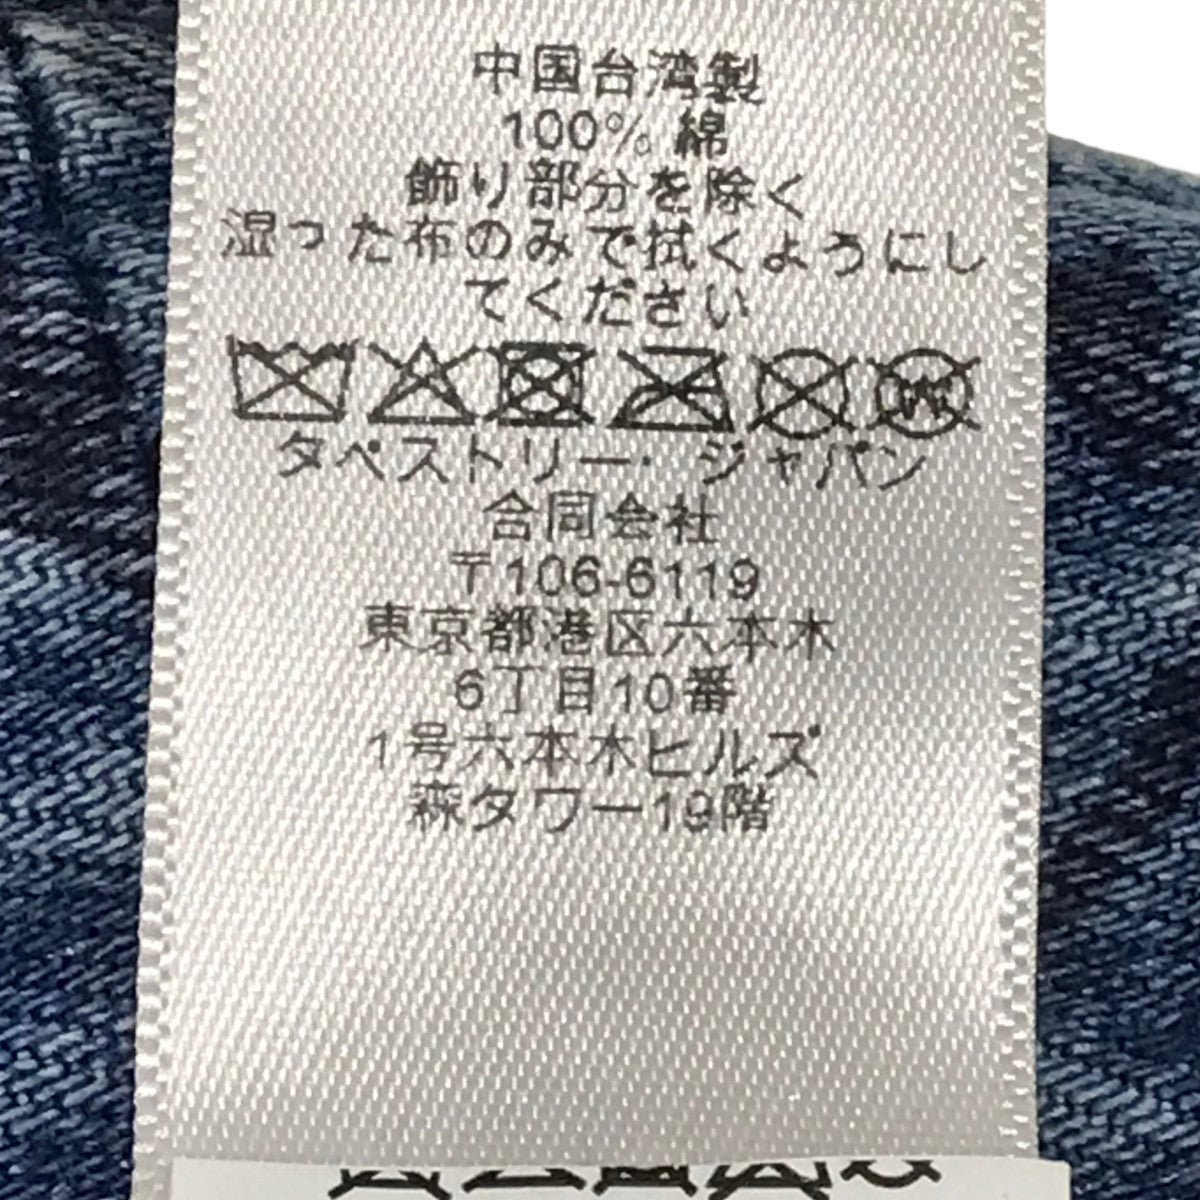 中国台湾製
100% 綿
飾り部分を除く
湿った布のみで拭くようにし
てください
タペストリー・ジャパン
合同会社
〒106-6119
東京都港区六本木
6丁目10番
1号六本木ヒルズ
森タワー19階